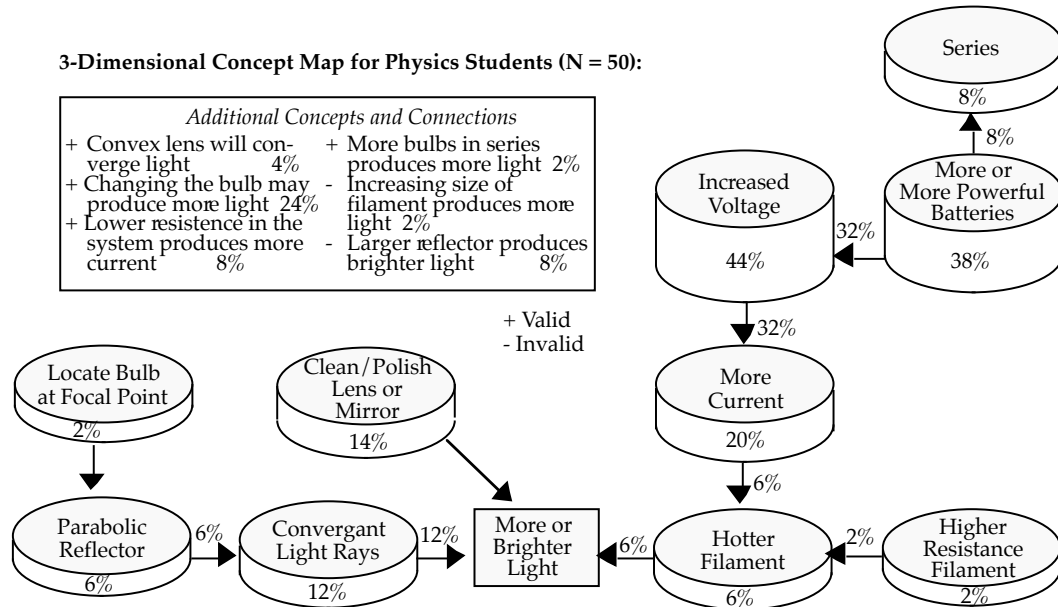 3-Dimensional Concept Map for Physics Students (N = 50):
Additional Concepts and Connections
+ Convex lens will con-
verge light 4%
+ Changing the bulb may
produce more light 24%
+ Lower resistence in the
system produces more
current 8%
+ More bulbs in series
produces more light 2%
- Increasing size of
filament produces more
light 2%
- Larger reflector produces
brighter light 8%
+ Valid
- Invalid
Series
8%
8%
More or
More Powerful
Batteries
38%
32%
Increased
Voltage
44%
32%
More
Current
20%
6%
Locate Bulb
at Focal Point
2%
Clean/Polish
Lens or
Mirror
14%
Parabolic
Reflector
6%
6%
Convergant
Light Rays
12%
12%
More or
Brighter
Light
6%
Hotter
Filament
6%
2%
Higher
Resistance
Filament
2%